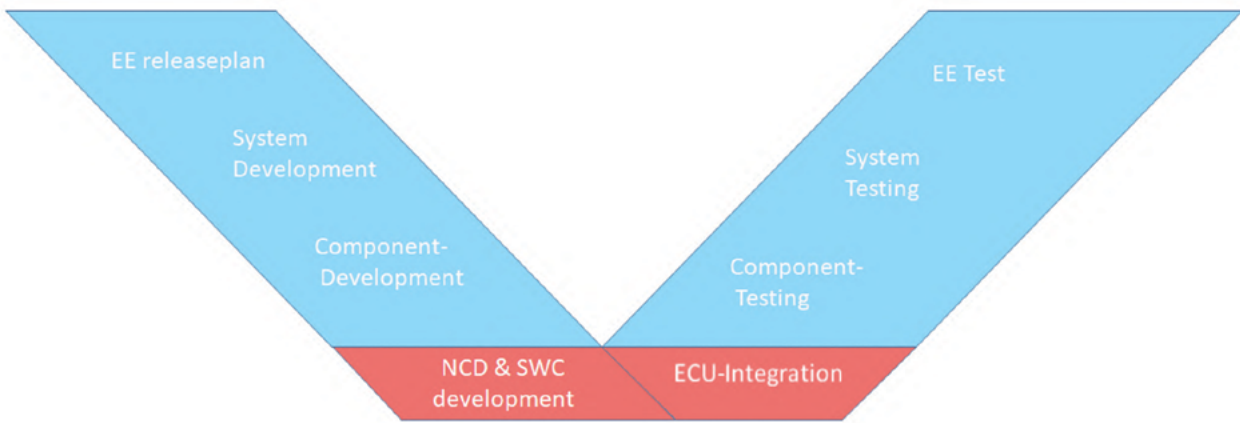 EE releaseplan
System
Development
Component-
Development
NCD & SWC
development
EE Test
System
Testing
Component-
Testing
ECU-Integration